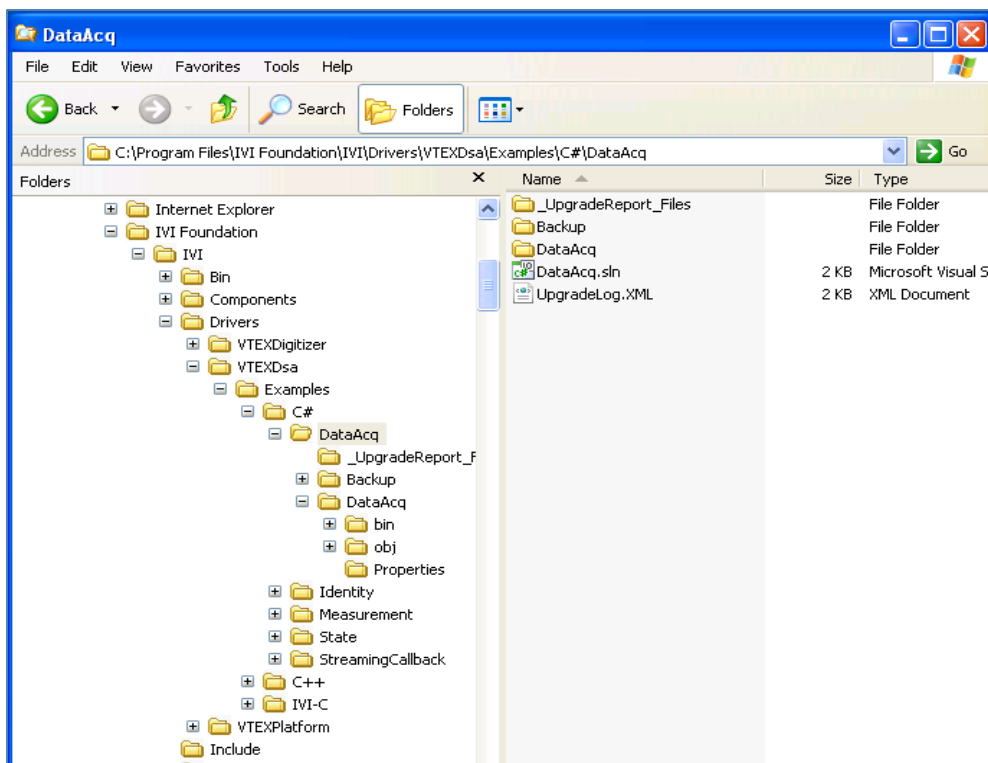 DataAcq
File Edit View Favorites Tools Help
Back Search Folders
Address C:\Program Files\IVI Foundation\IVI\Drivers\VTEXDsa\Examples\C#\DataAcq Go
Folders
Internet Explorer
IVI Foundation
IVI
Bin
Components
Drivers
VTEXDigitizer
VTEXDsa
Examples
C#
DataAcq
_UpgradeReport_F
Backup
DataAcq
bin
obj
Properties
Identity
Measurement
State
StreamingCallback
C++
IVI-C
VTEXPlatform
Include
Name Size Type
_UpgradeReport_Files File Folder
Backup File Folder
DataAcq File Folder
DataAcq.sln 2 KB Microsoft Visual S
UpgradeLog.XML 2 KB XML Document